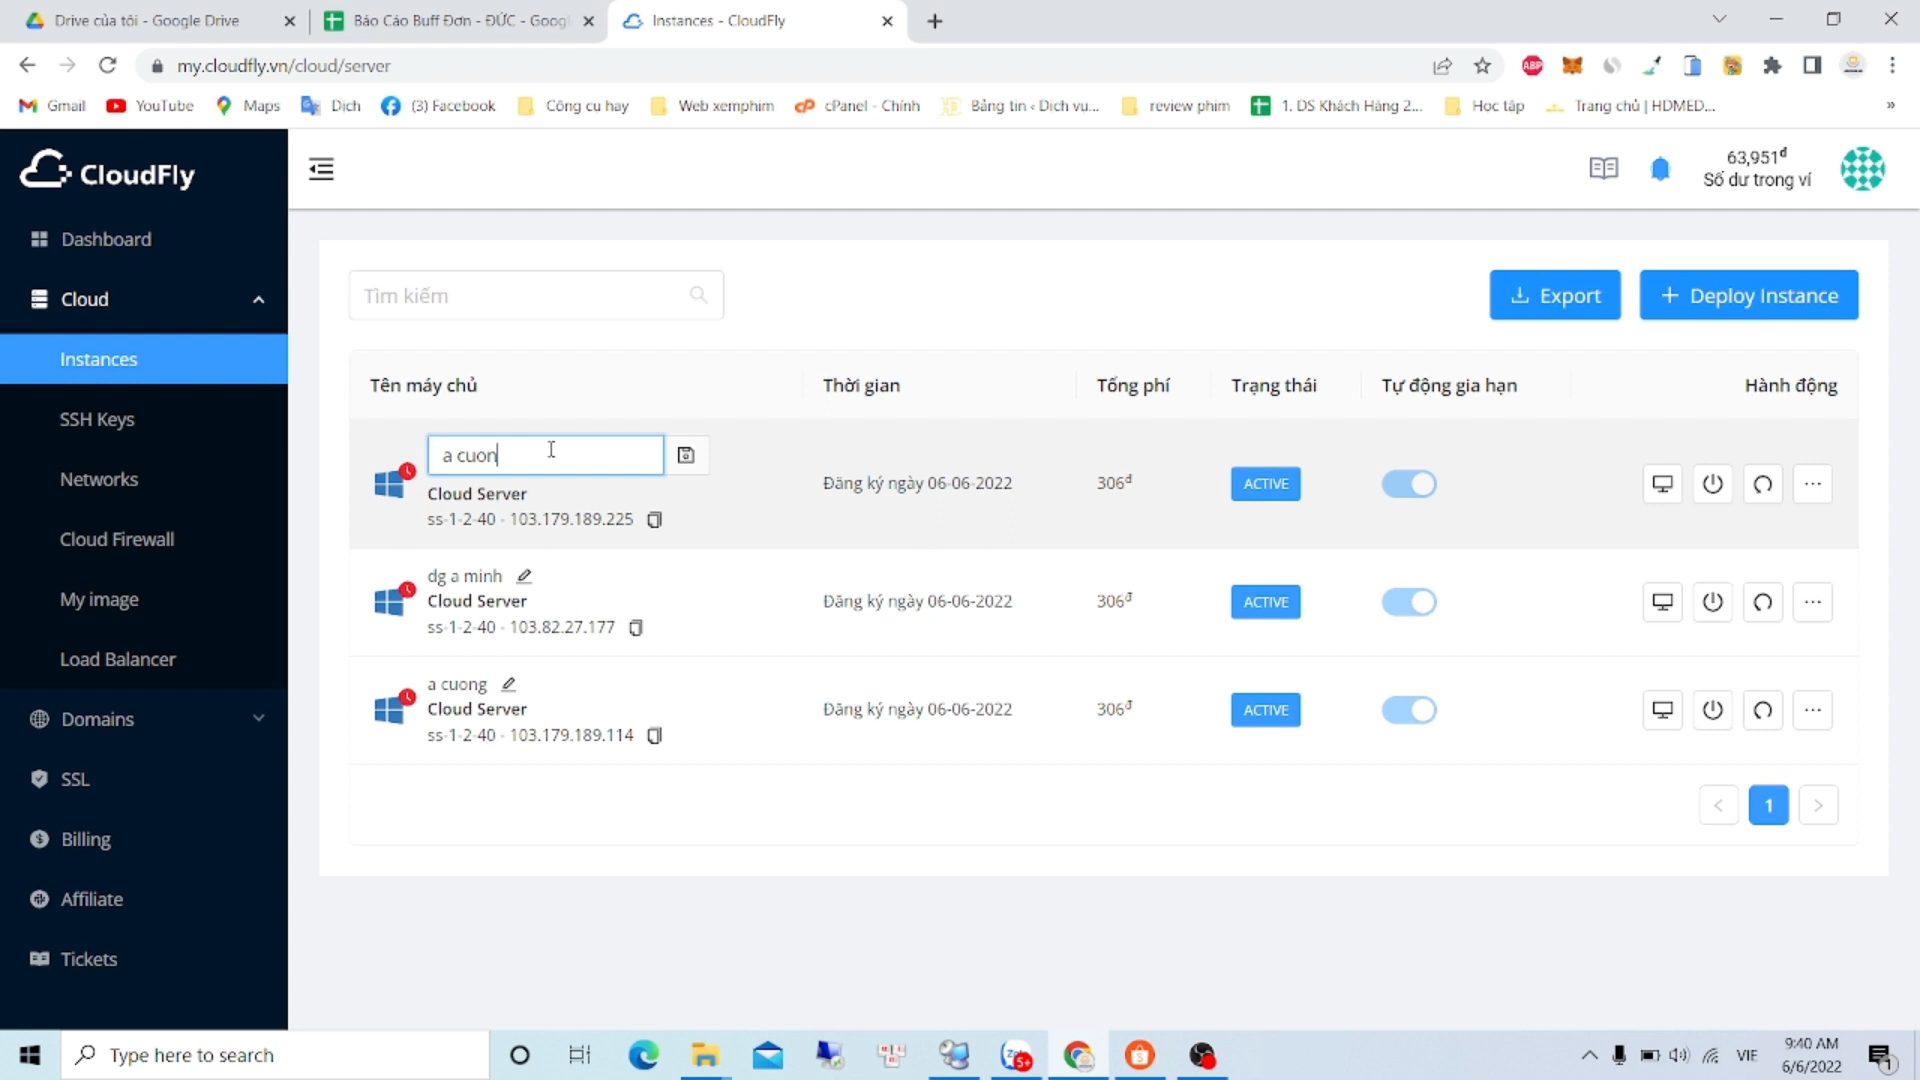 Drive của tôi - Google Drive
Báo Cáo Buff Đơn - ĐỨC - Goog
Instances - CloudFly
my.cloudfly.vn/cloud/server
ABP
Gmail
YouTube
Maps
Dịch
(3) Facebook
Công cụ hay
Web xemphim
cPanel - Chính
Bảng tin ‹ Dịch vụ...
review phim
1. DS Khách Hàng 2...
Học tập
Trang chủ | HDMED...
»
CloudFly
63,951đ
Số dư trong ví
Dashboard
Cloud
Instances
SSH Keys
Networks
Cloud Firewall
My image
Load Balancer
Domains
SSL
Billing
Affiliate
Tickets
Tìm kiếm
Export
+ Deploy Instance
Tên máy chủ
Thời gian
Tổng phí
Trạng thái
Tự động gia hạn
Hành động
a cuon
Cloud Server
ss-1-2-40 - 103.179.189.225
Đăng ký ngày 06-06-2022
306đ
ACTIVE
dg a minh
Cloud Server
ss-1-2-40 - 103.82.27.177
Đăng ký ngày 06-06-2022
306đ
ACTIVE
a cuong
Cloud Server
ss-1-2-40 - 103.179.189.114
Đăng ký ngày 06-06-2022
306đ
ACTIVE
< 1 >
Type here to search
5+
VIE
9:40 AM
6/6/2022
1